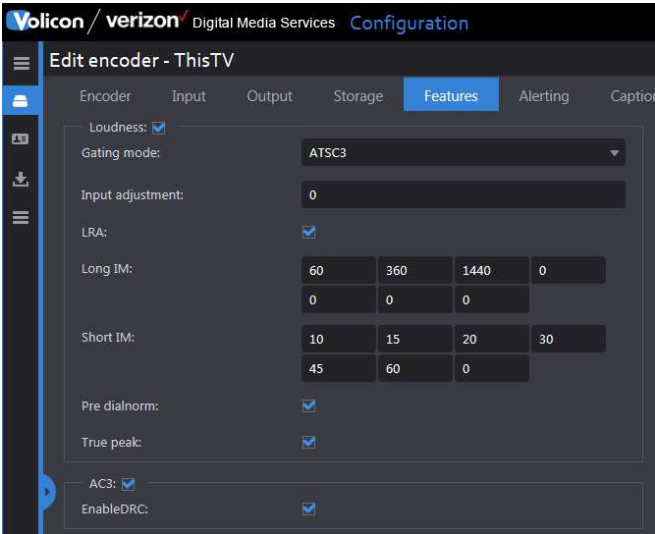 Volicon / verizon Digital Media Services Configuration
Edit encoder - ThisTV
Encoder Input Output Storage Features Alerting Captio
Loudness:
Gating mode: ATSC3
Input adjustment: 0
LRA:
Long IM: 60 360 1440 0
0 0 0
Short IM: 10 15 20 30
45 60 0
Pre dialnorm:
True peak:
AC3:
EnableDRC: